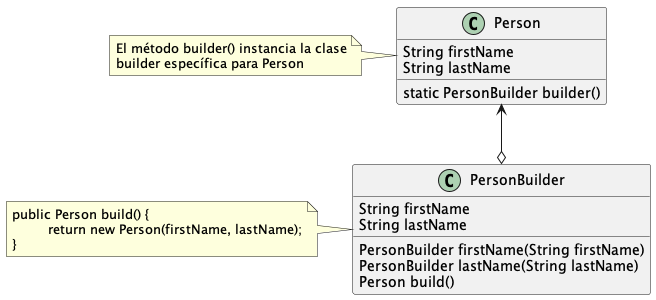 El método builder() instancia la clase
builder específica para Person
C Person
String firstName
String lastName
static PersonBuilder builder()
public Person build() {
return new Person(firstName, lastName);
}
C PersonBuilder
String firstName
String lastName
PersonBuilder firstName(String firstName)
PersonBuilder lastName(String lastName)
Person build()